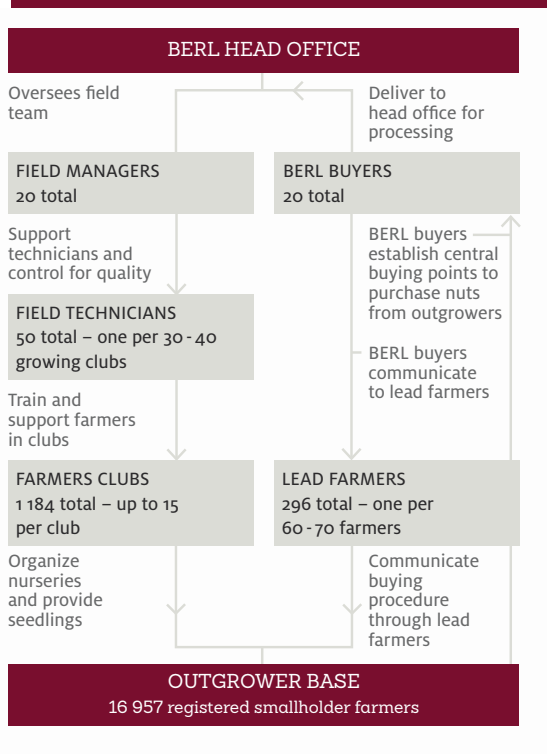 BERL HEAD OFFICE
Oversees field
team
Deliver to
head office for
processing
FIELD MANAGERS
20 total
BERL BUYERS
20 total
Support
technicians and
control for quality
BERL buyers
establish central
buying points to
purchase nuts
from outgrowers
FIELD TECHNICIANS
50 total – one per 30 - 40
growing clubs
BERL buyers
communicate
to lead farmers
Train and
support farmers
in clubs
FARMERS CLUBS
1 184 total – up to 15
per club
LEAD FARMERS
296 total – one per
60 - 70 farmers
Organize
nurseries
and provide
seedlings
Communicate
buying
procedure
through lead
farmers
OUTGROWER BASE
16 957 registered smallholder farmers